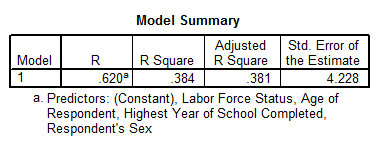 Model Summary
Model R R Square Adjusted R Square Std. Error of the Estimate
1 .620a .384 .381 4.228
a. Predictors: (Constant), Labor Force Status, Age of
Respondent, Highest Year of School Completed,
Respondent's Sex